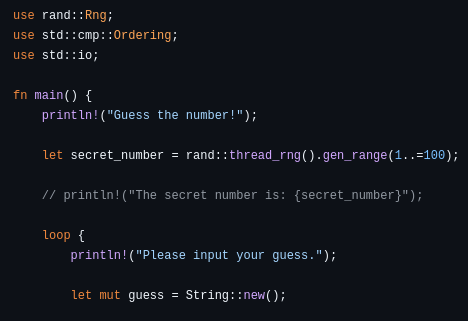 use rand::Rng;
use std::cmp::Ordering;
use std::io;

fn main() {
    println!("Guess the number!");

    let secret_number = rand::thread_rng().gen_range(1..=100);

    // println!("The secret number is: {secret_number}");

    loop {
        println!("Please input your guess.");

        let mut guess = String::new();